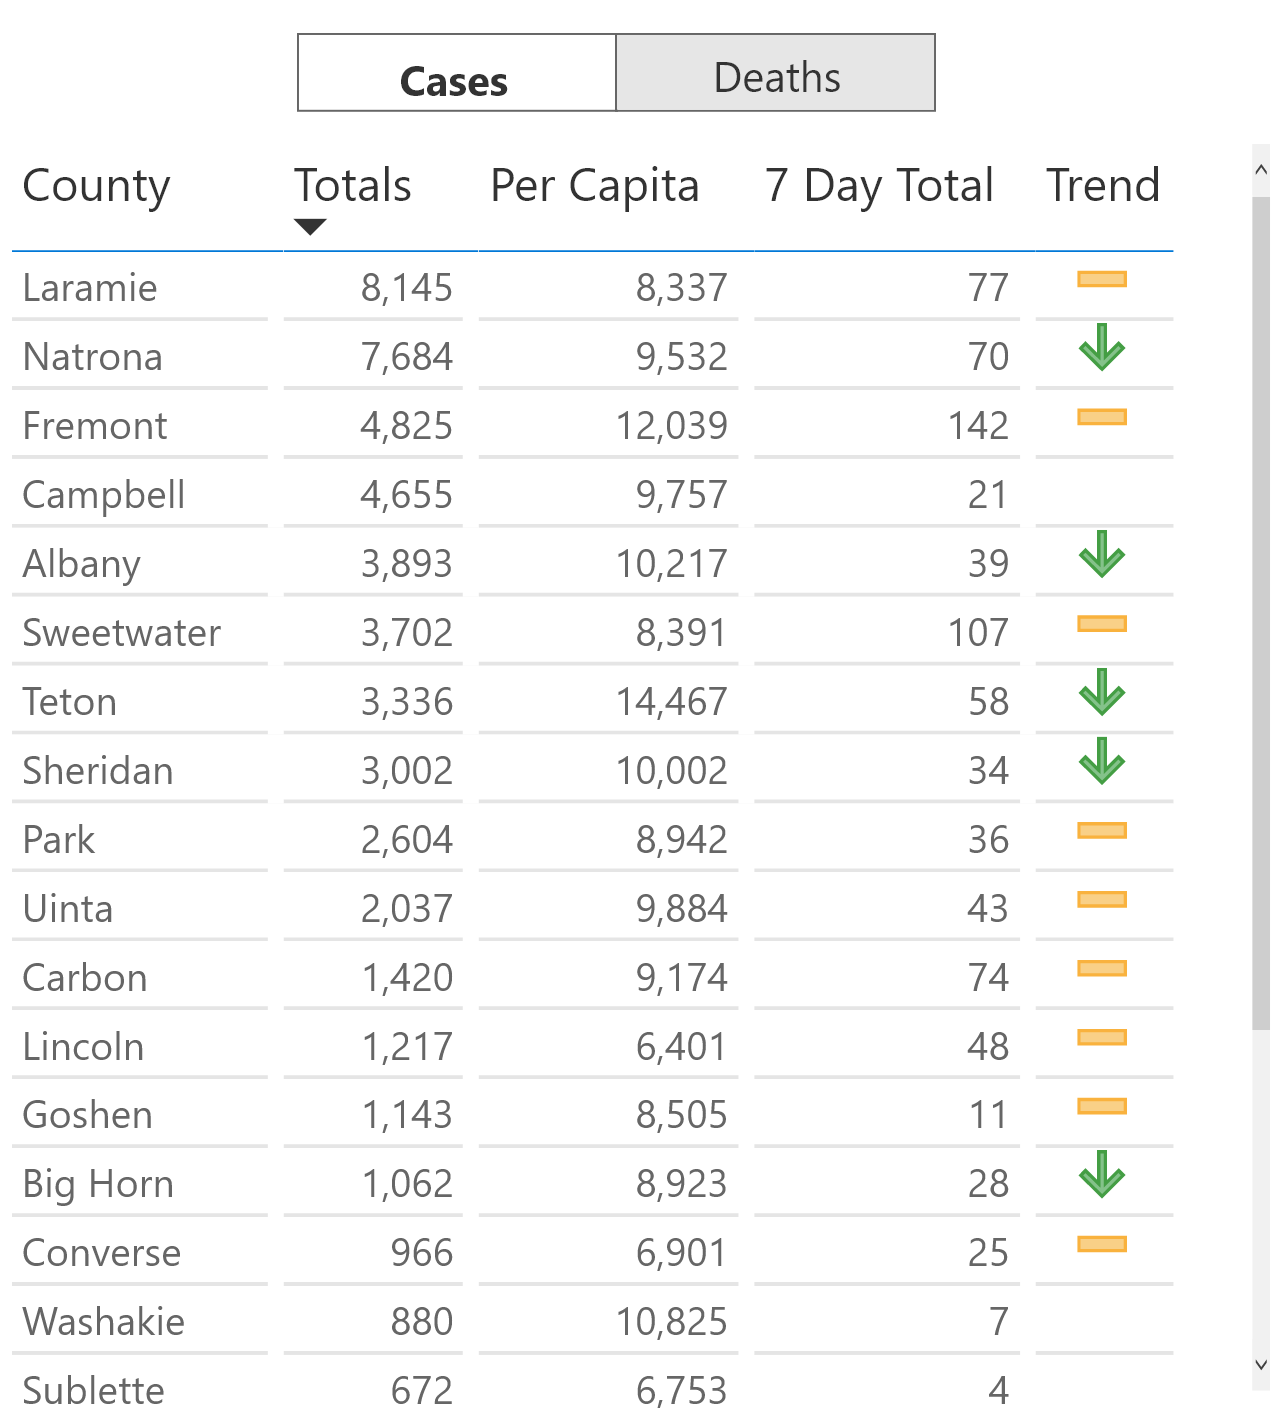 Cases Deaths
County Totals Per Capita 7 Day Total Trend
Laramie 8,145 8,337 77
Natrona 7,684 9,532 70
Fremont 4,825 12,039 142
Campbell 4,655 9,757 21
Albany 3,893 10,217 39
Sweetwater 3,702 8,391 107
Teton 3,336 14,467 58
Sheridan 3,002 10,002 34
Park 2,604 8,942 36
Uinta 2,037 9,884 43
Carbon 1,420 9,174 74
Lincoln 1,217 6,401 48
Goshen 1,143 8,505 11
Big Horn 1,062 8,923 28
Converse 966 6,901 25
Washakie 880 10,825 7
Sublette 672 6,753 4